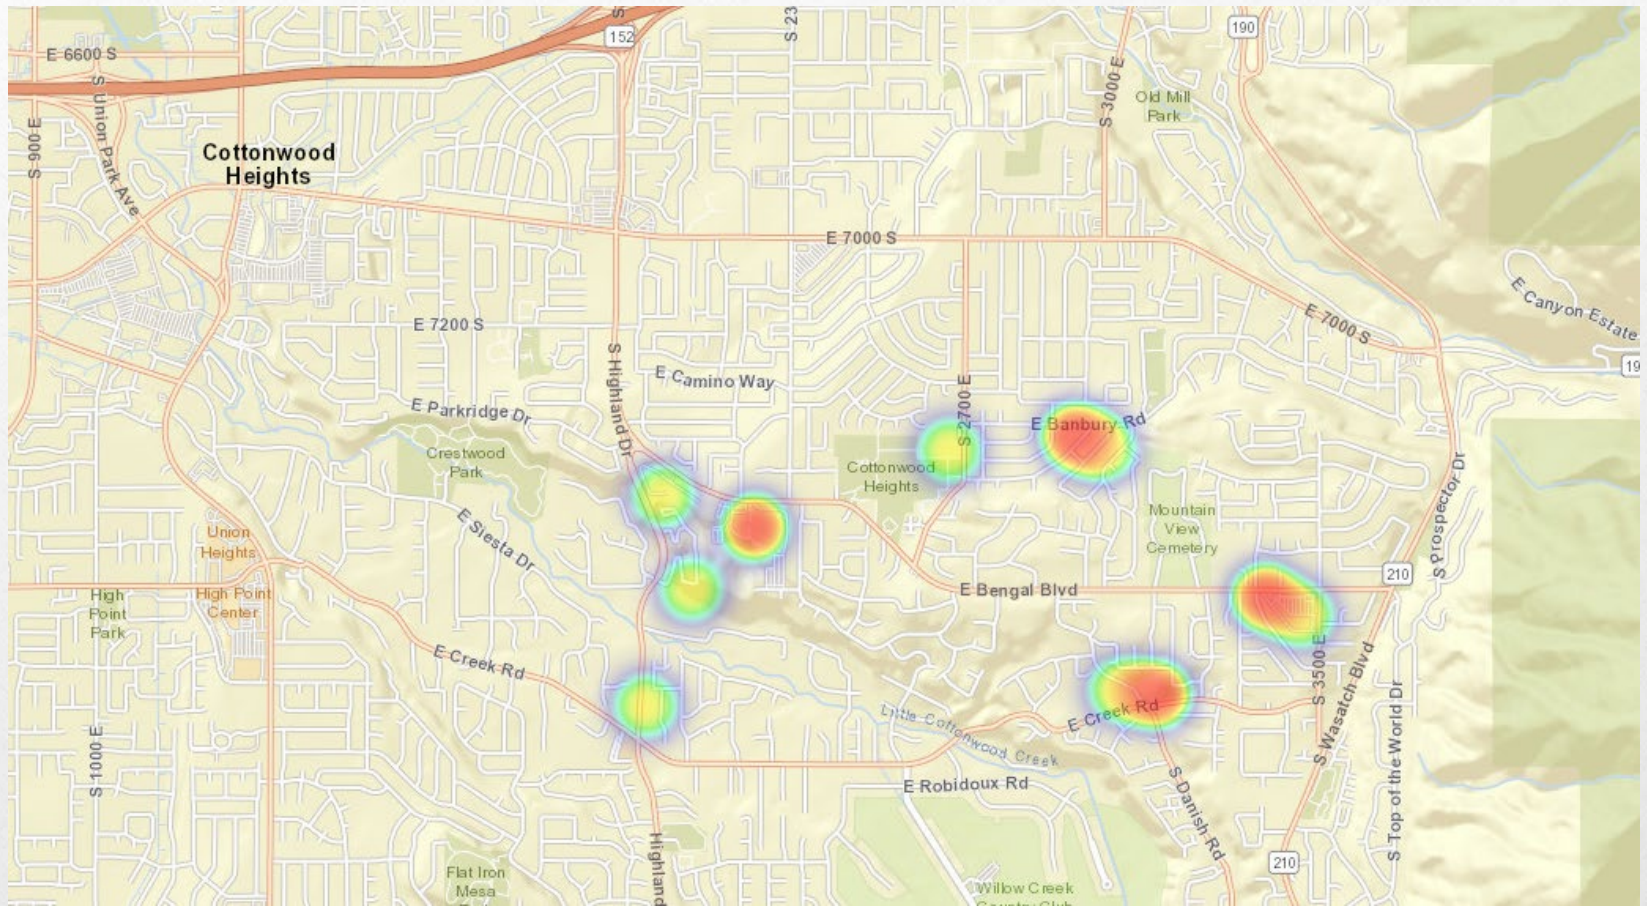 S
152
S 23
190
E 6600 S
S Union Park Ave
S 900 E
S 3000 E
Old Mill
Park
Cottonwood
Heights
E 7000 S
E Canyon Estate
E 7000 S
E 7200 S
S Highland Dr
E Camino Way
19
E Parkridge Dr
S 2700 E
E Banbury Rd
Crestwood
Park
Cottonwood
Heights
S Prospector Dr
E Siesta Dr
Mountain
View
Cemetery
Union
Heights
210
E Bengal Blvd
High
Point
Park
High Point
Center
E Creek Rd
S 3500 E
S Wasatch Blvd
S Top of the World Dr
E Creek Rd
Little Cottonwood Creek
S 1000 E
E Robidoux Rd
S Danish Rd
Highland
210
Flat Iron
Mesa
Willow Creek
Country Club